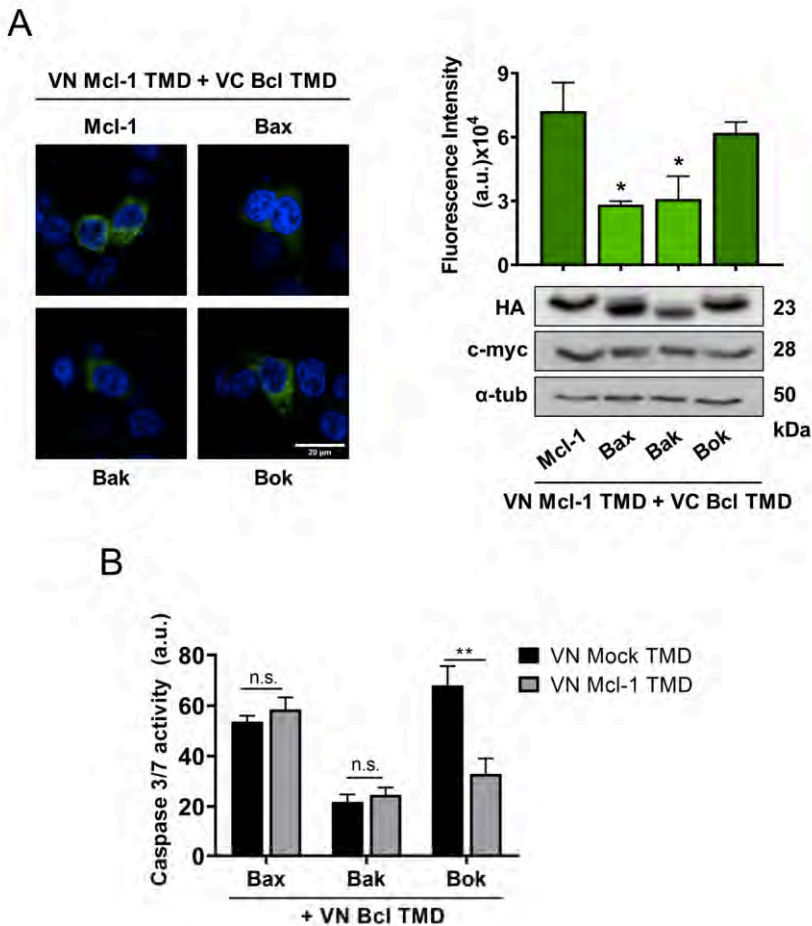 A
VN Mcl-1 TMD + VC Bcl TMD
Mcl-1 Bax
Bak Bok
20 µm
Fluorescence Intensity
(a.u.)x10⁴
9
6
3
0
* *
HA 23
c-myc 28
α-tub 50
kDa
Mcl-1 Bax Bak Bok
VN Mcl-1 TMD + VC Bcl TMD
B
Caspase 3/7 activity (a.u.)
80
60
40
20
0
n.s. n.s. **
VN Mock TMD
VN Mcl-1 TMD
Bax Bak Bok
+ VN Bcl TMD